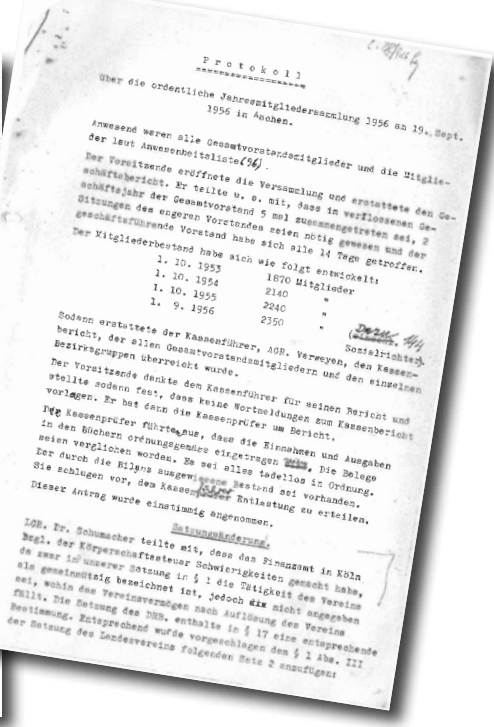 Protokoll
über die ordentliche Jahresmitgliedersammlung 1956 am 19. Sept.
1956 in Aachen.
Anwesend waren alle Gesamtvorstandsmitglieder und die Mitglie-
der laut Anwesenheitsliste (96).
Der Vorsitzende eröffnete die Versammlung und erstattete den Ge-
schäftsbericht. Er teilte u. a. mit, dass im verflossenen Ge-
schäftsjahr der Gesamtvorstand 5 mal zusammengetreten sei, 2
Sitzungen des engeren Vorstandes seien nötig gewesen und der
geschäftsführende Vorstand habe sich alle 14 Tage getroffen.
Der Mitgliederbestand habe sich wie folgt entwickelt:
1. 10. 1953 1870 Mitglieder
1. 10. 1954 2140 "
1. 10. 1955 2240 "
1. 9. 1956 2350 " (Dazu 144
Sozialrichter).
Sodann erstattete der Kassenführer, AGR. Verweyen, den Kassen-
bericht, der allen Gesamtvorstandsmitgliedern und den einzelnen
Bezirksgruppen überreicht wurde.
Der Vorsitzende dankte dem Kassenführer für seinen Bericht und
stellte sodann fest, dass keine Wortmeldungen zum Kassenbericht
vorlagen. Er bat dann die Kassenprüfer um Bericht.
Die Kassenprüfer führten aus, dass die Einnahmen und Ausgaben
in den Büchern ordnungsgemäss eingetragen Die Belege
seien verglichen worden. Es sei alles tadellos in Ordnung.
Der durch die Bilanz ausgewiesene Bestand sei vorhanden.
Sie schlugen vor, dem Kassenführer Entlastung zu erteilen.
Dieser Antrag wurde einstimmig angenommen.
Satzungsänderung.
LGR. Dr. Schumacher teilte mit, dass das Finanzamt in Köln
bzgl. der Körperschaftssteuer Schwierigkeiten gemacht habe,
da zwar in unserer Satzung in § 1 die Tätigkeit des Vereins
als gemeinnützig bezeichnet ist, jedoch nicht angegeben
sei, wohin das Vereinsvermögen nach Auflösung des Vereins
fällt. Die Satzung des DRB. enthalte in § 17 eine entsprechende
Bestimmung. Entsprechend wurde vorgeschlagen den § 1 Abs. III
der Satzung des Landesvereins folgenden Satz 2 anzufügen: